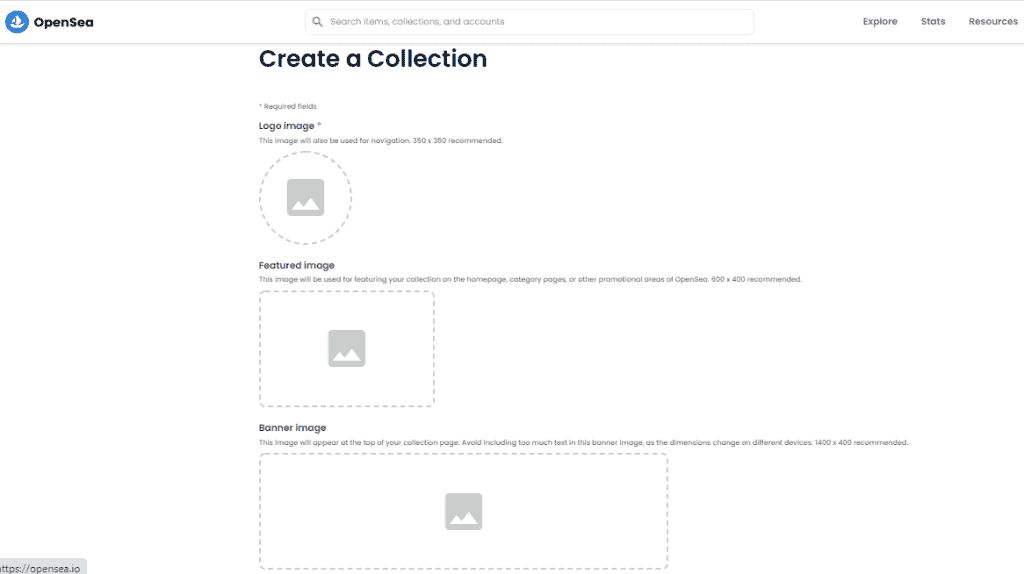 OpenSea
Search items, collections, and accounts
Explore Stats Resources
Create a Collection
* Required fields
Logo image *
This image will also be used for navigation. 350 x 350 recommended.
Featured image
This image will be used for featuring your collection on the homepage, category pages, or other promotional areas of OpenSea. 600 x 400 recommended.
Banner image
This image will appear at the top of your collection page. Avoid including too much text in this banner image, as the dimensions change on different devices. 1400 x 400 recommended.
ttps://opensea.io